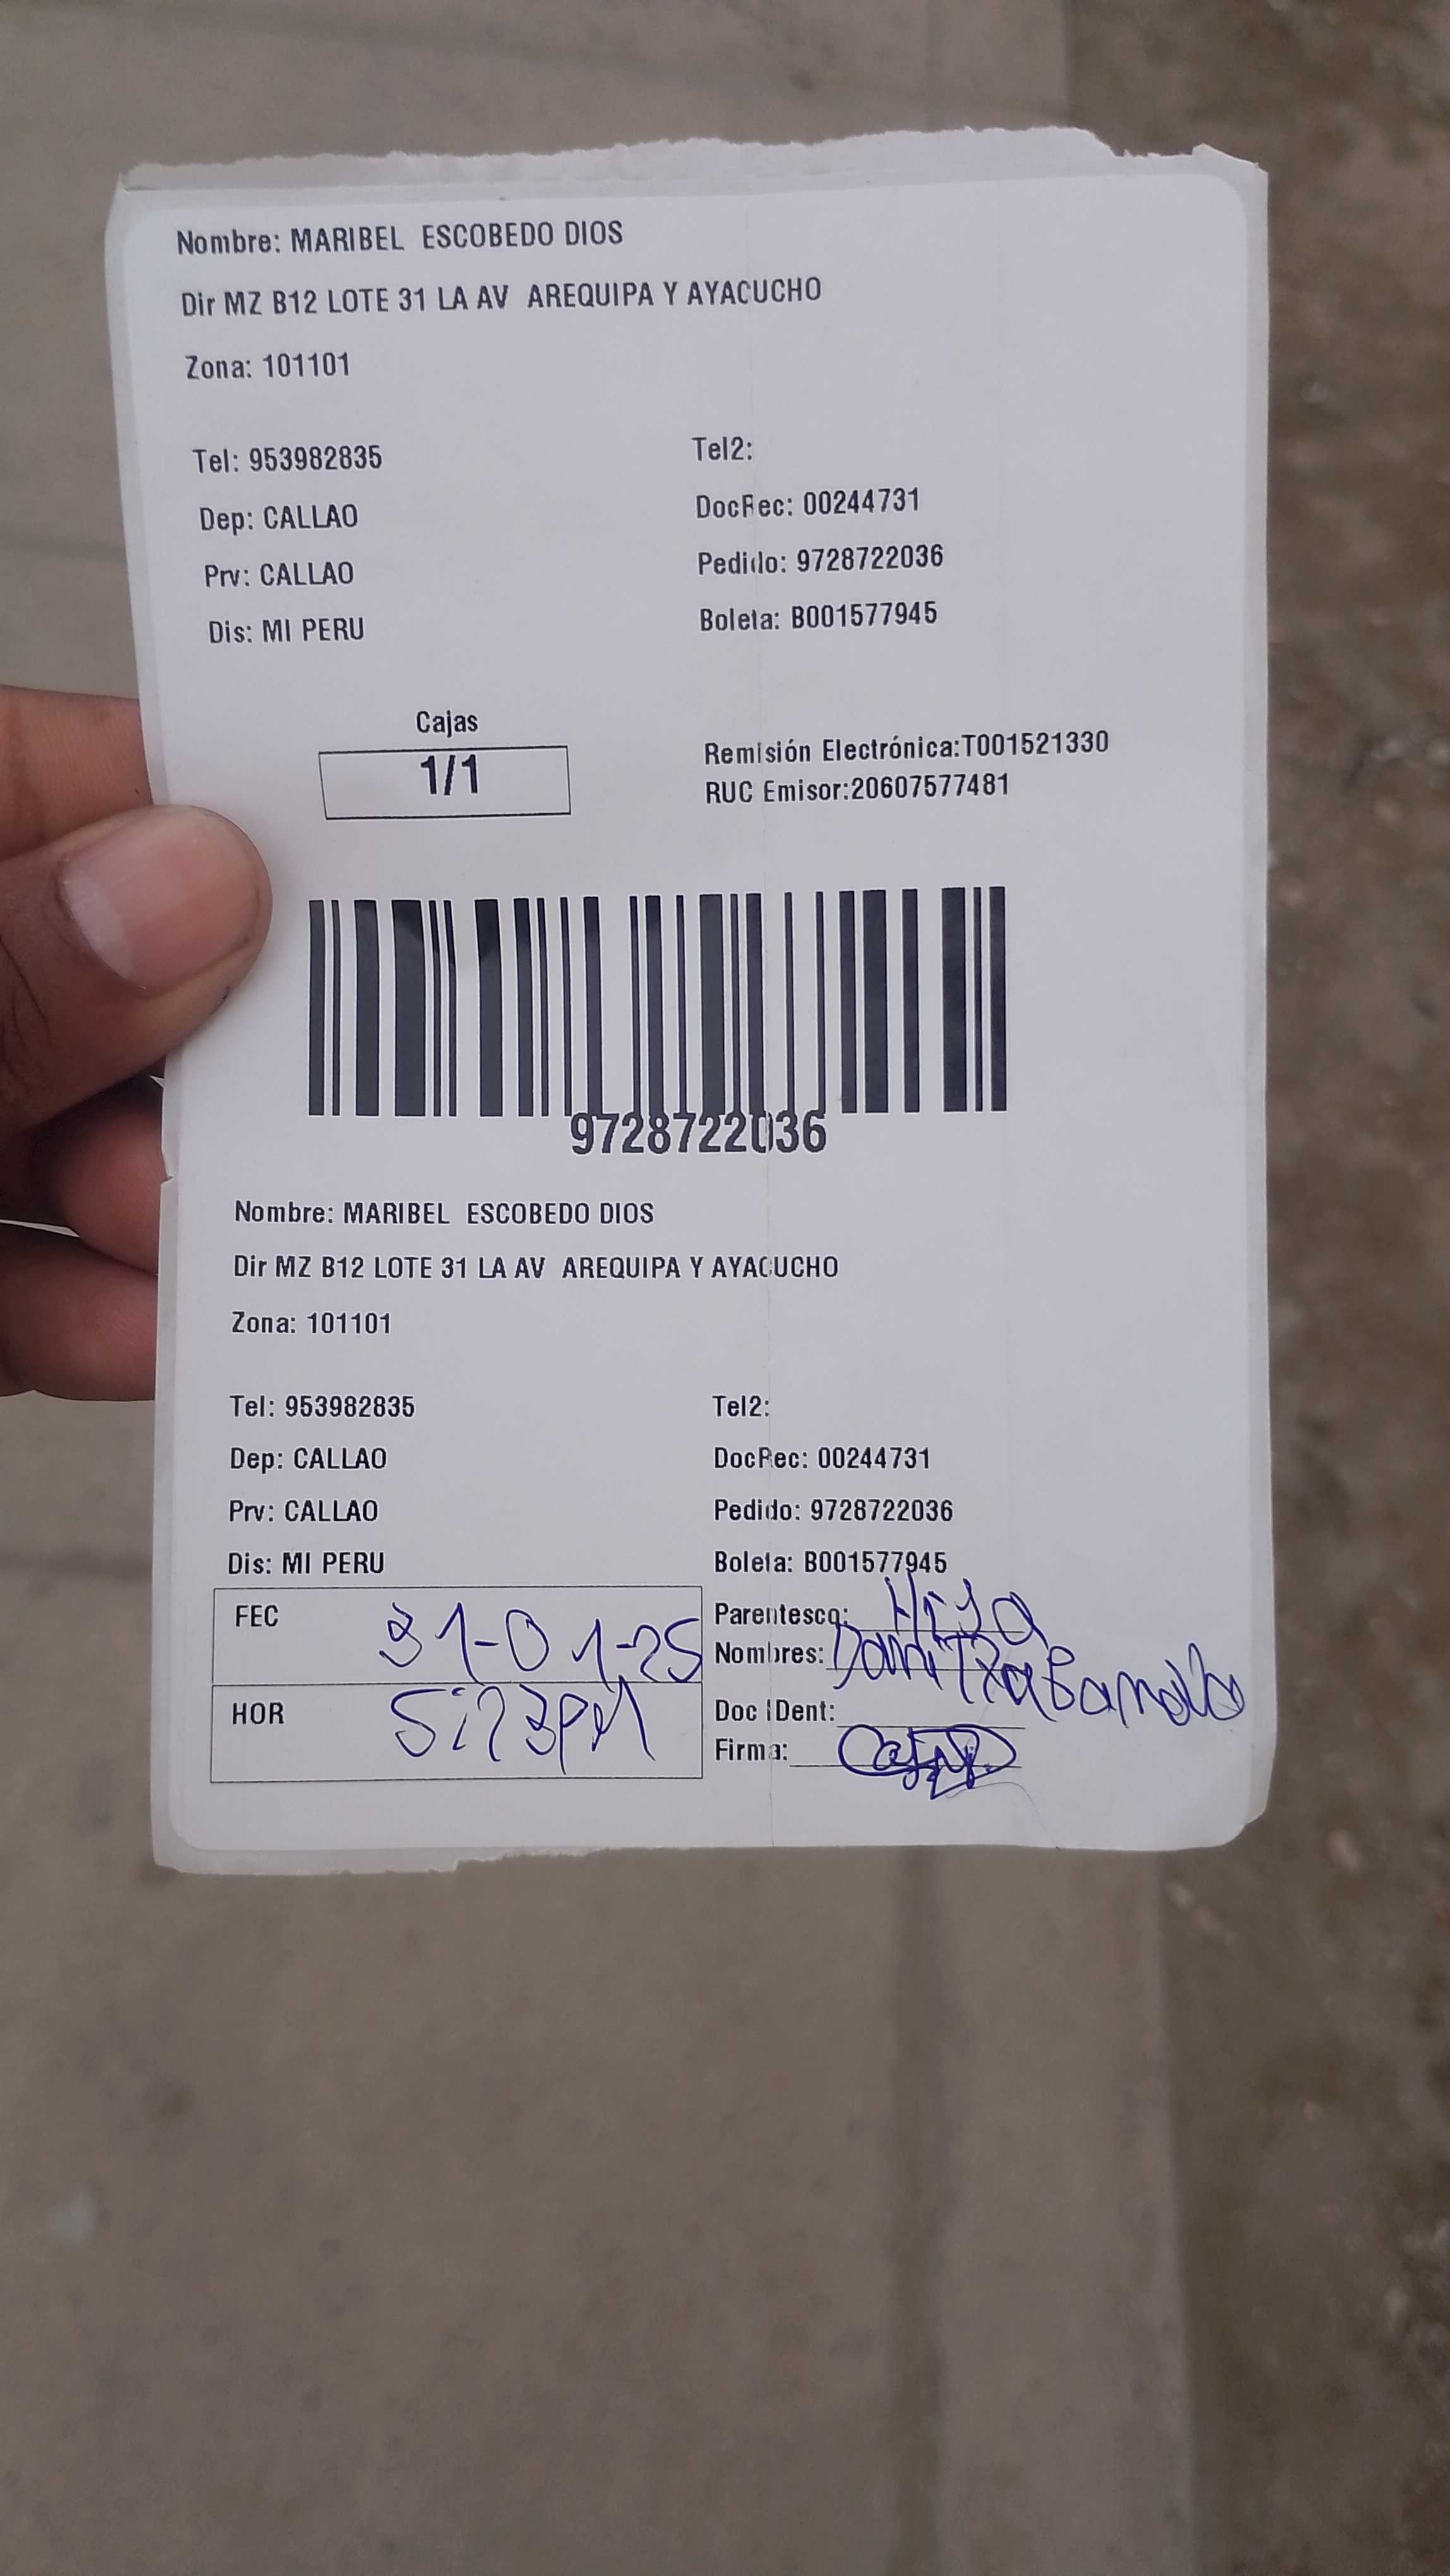 Nombre: MARIBEL ESCOBEDO DIOS
Dir MZ B12 LOTE 31 LA AV AREQUIPA Y AYACUCHO
Zona: 101101
Tel: 953982835 Tel2:
Dep: CALLAO DocRec: 00244731
Prv: CALLAO Pedido: 9728722036
Dis: MI PERU Boleta: B001577945
Cajas
1/1
Remisión Electrónica:T001521330
RUC Emisor:20607577481
9728722036
Nombre: MARIBEL ESCOBEDO DIOS
Dir MZ B12 LOTE 31 LA AV AREQUIPA Y AYACUCHO
Zona: 101101
Tel: 953982835 Tel2:
Dep: CALLAO DocRec: 00244731
Prv: CALLAO Pedido: 9728722036
Dis: MI PERU Boleta: B001577945
FEC 31-01-25 Parentesco: Hija
Nombres: Danitza
HOR Doc IDent:
Firma: